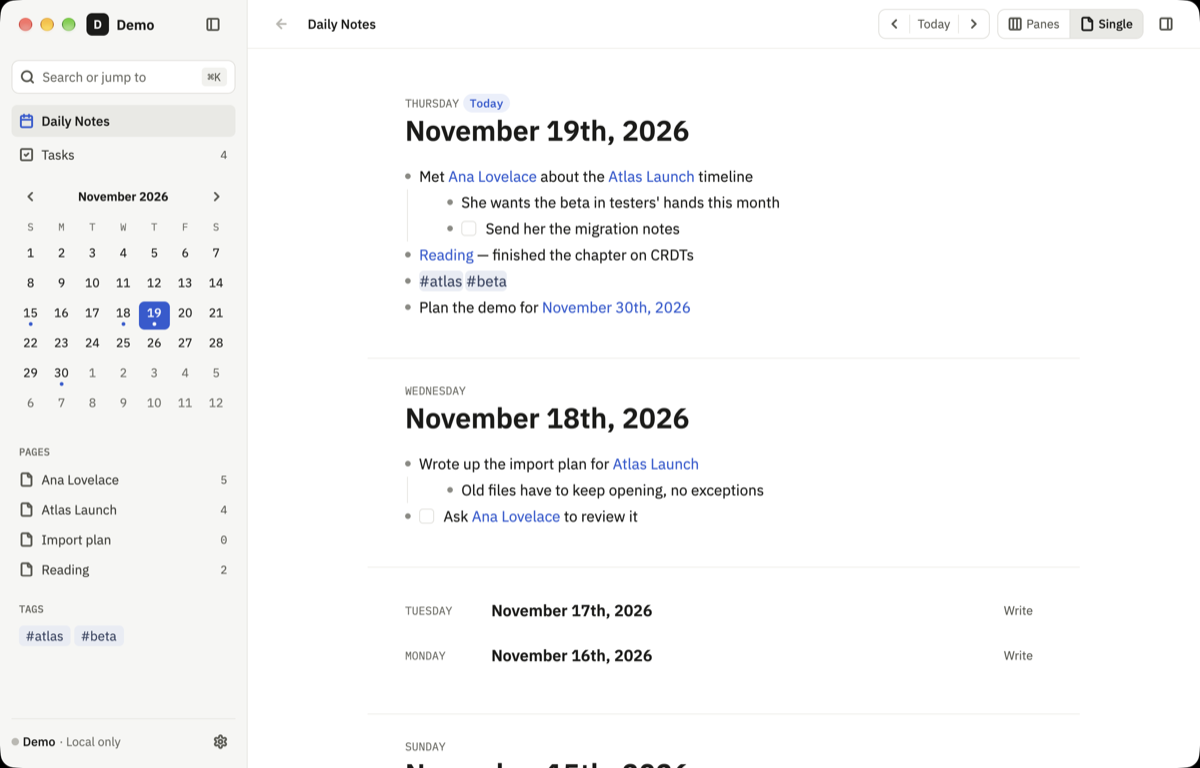 D Demo
Search or jump to ⌘K
Daily Notes
Tasks 4
November 2026
S M T W T F S
1 2 3 4 5 6 7
8 9 10 11 12 13 14
15 16 17 18 19 20 21
22 23 24 25 26 27 28
29 30 1 2 3 4 5
6 7 8 9 10 11 12
PAGES
Ana Lovelace 5
Atlas Launch 4
Import plan 0
Reading 2
TAGS
#atlas #beta
Demo · Local only
Daily Notes
Today
Panes
Single
THURSDAY Today
November 19th, 2026
Met Ana Lovelace about the Atlas Launch timeline
She wants the beta in testers' hands this month
Send her the migration notes
Reading — finished the chapter on CRDTs
#atlas #beta
Plan the demo for November 30th, 2026
WEDNESDAY
November 18th, 2026
Wrote up the import plan for Atlas Launch
Old files have to keep opening, no exceptions
Ask Ana Lovelace to review it
TUESDAY November 17th, 2026 Write
MONDAY November 16th, 2026 Write
SUNDAY
November 15th, 2026